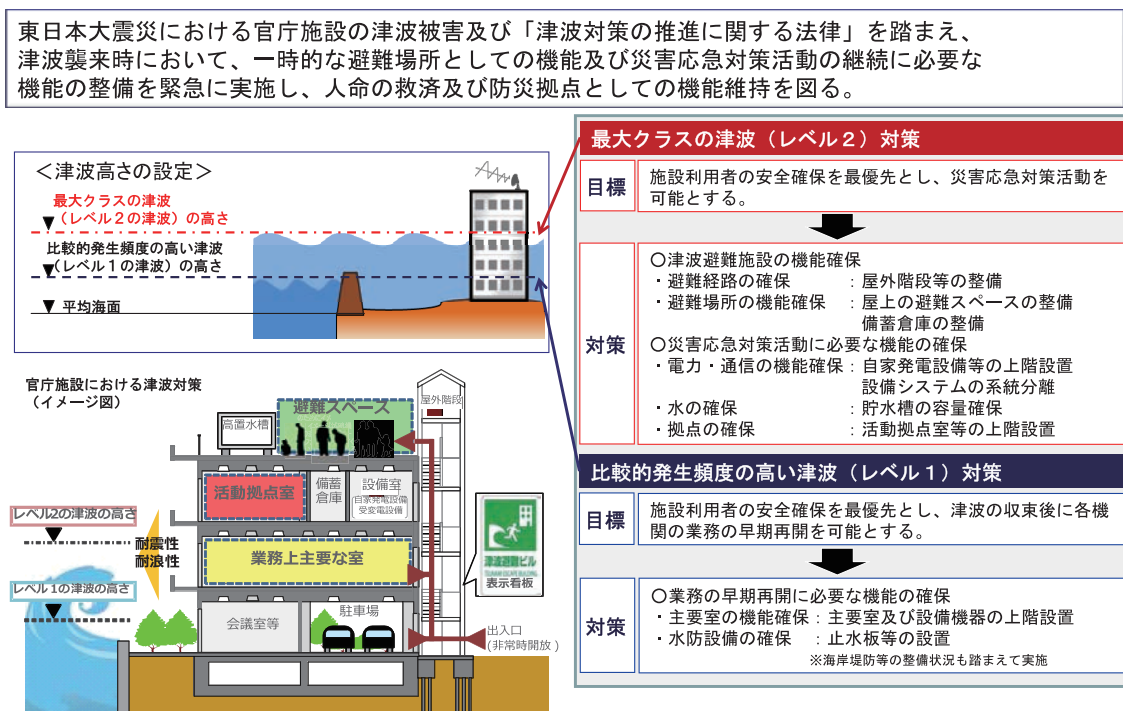 東日本大震災における官庁施設の津波被害及び「津波対策の推進に関する法律」を踏まえ、
津波襲来時において、一時的な避難場所としての機能及び災害応急対策活動の継続に必要な
機能の整備を緊急に実施し、人命の救済及び防災拠点としての機能維持を図る。
＜津波高さの設定＞
最大クラスの津波
（レベル２の津波）の高さ
比較的発生頻度の高い津波
（レベル１の津波）の高さ
平均海面
官庁施設における津波対策
（イメージ図）
屋外階段
避難スペース
高置水槽
活動拠点室
備蓄
倉庫
設備室
自家発電設備
受変電設備
レベル2の津波の高さ
耐震性
耐浪性
業務上主要な室
レベル1の津波の高さ
津波避難ビル
TSUNAMI ESCAPE BUILDING
表示看板
会議室等
駐車場
出入口
(非常時開放)
最大クラスの津波（レベル２）対策
目標
施設利用者の安全確保を最優先とし、災害応急対策活動を
可能とする。
対策
○津波避難施設の機能確保
・避難経路の確保　　　：屋外階段等の整備
・避難場所の機能確保　：屋上の避難スペースの整備
備蓄倉庫の整備
○災害応急対策活動に必要な機能の確保
・電力・通信の機能確保：自家発電設備等の上階設置
設備システムの系統分離
・水の確保　　　　　　：貯水槽の容量確保
・拠点の確保　　　　　：活動拠点室等の上階設置
比較的発生頻度の高い津波（レベル１）対策
目標
施設利用者の安全確保を最優先とし、津波の収束後に各機
関の業務の早期再開を可能とする。
対策
○業務の早期再開に必要な機能の確保
・主要室の機能確保：主要室及び設備機器の上階設置
・水防設備の確保　：止水板等の設置
※海岸堤防等の整備状況も踏まえて実施